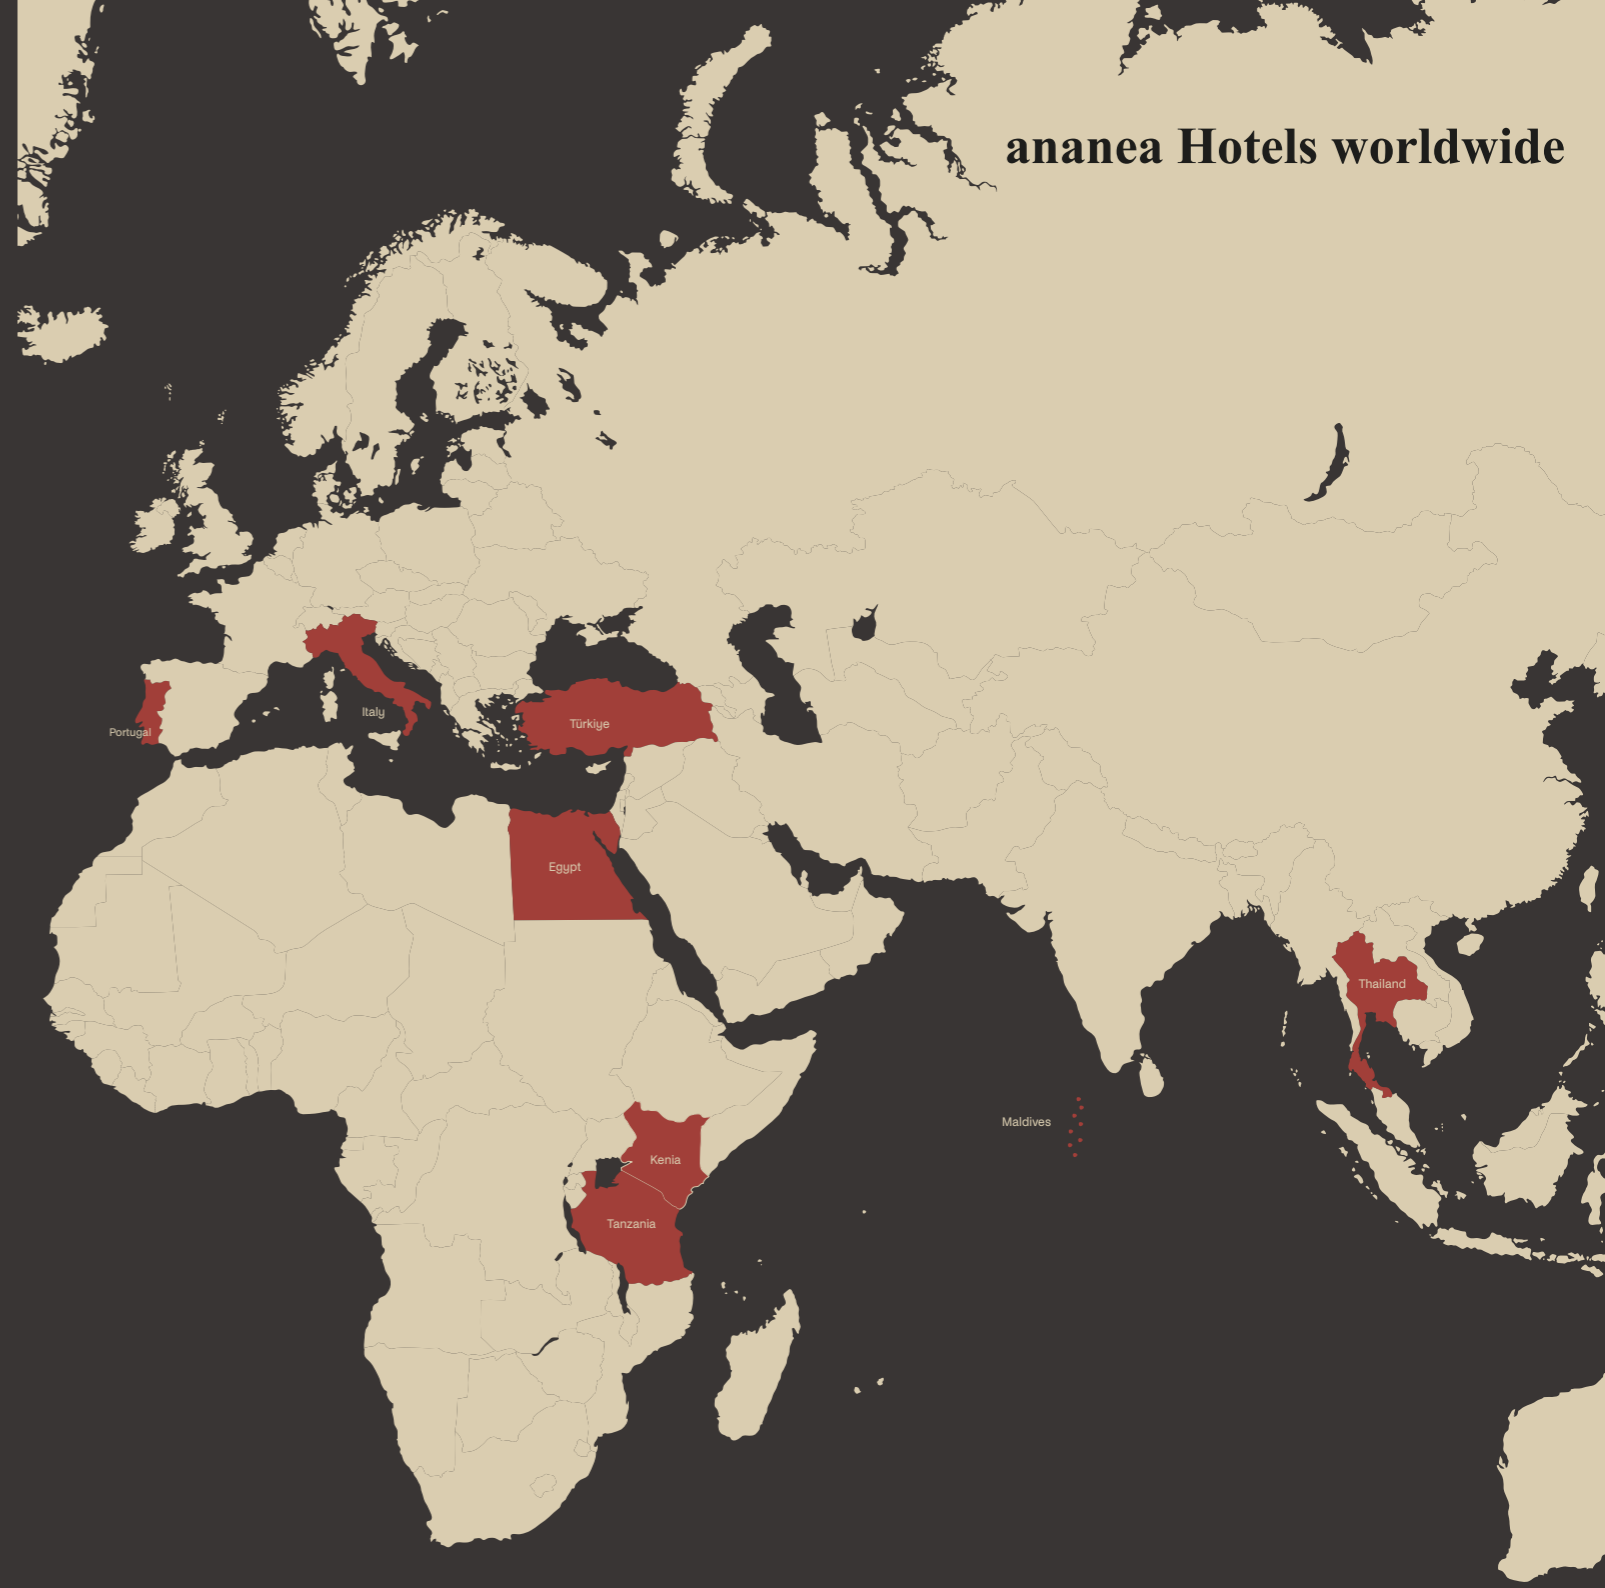 ananea Hotels worldwide
Italy
Türkiye
Portugal
Egypt
Thailand
Maldives
Kenia
Tanzania